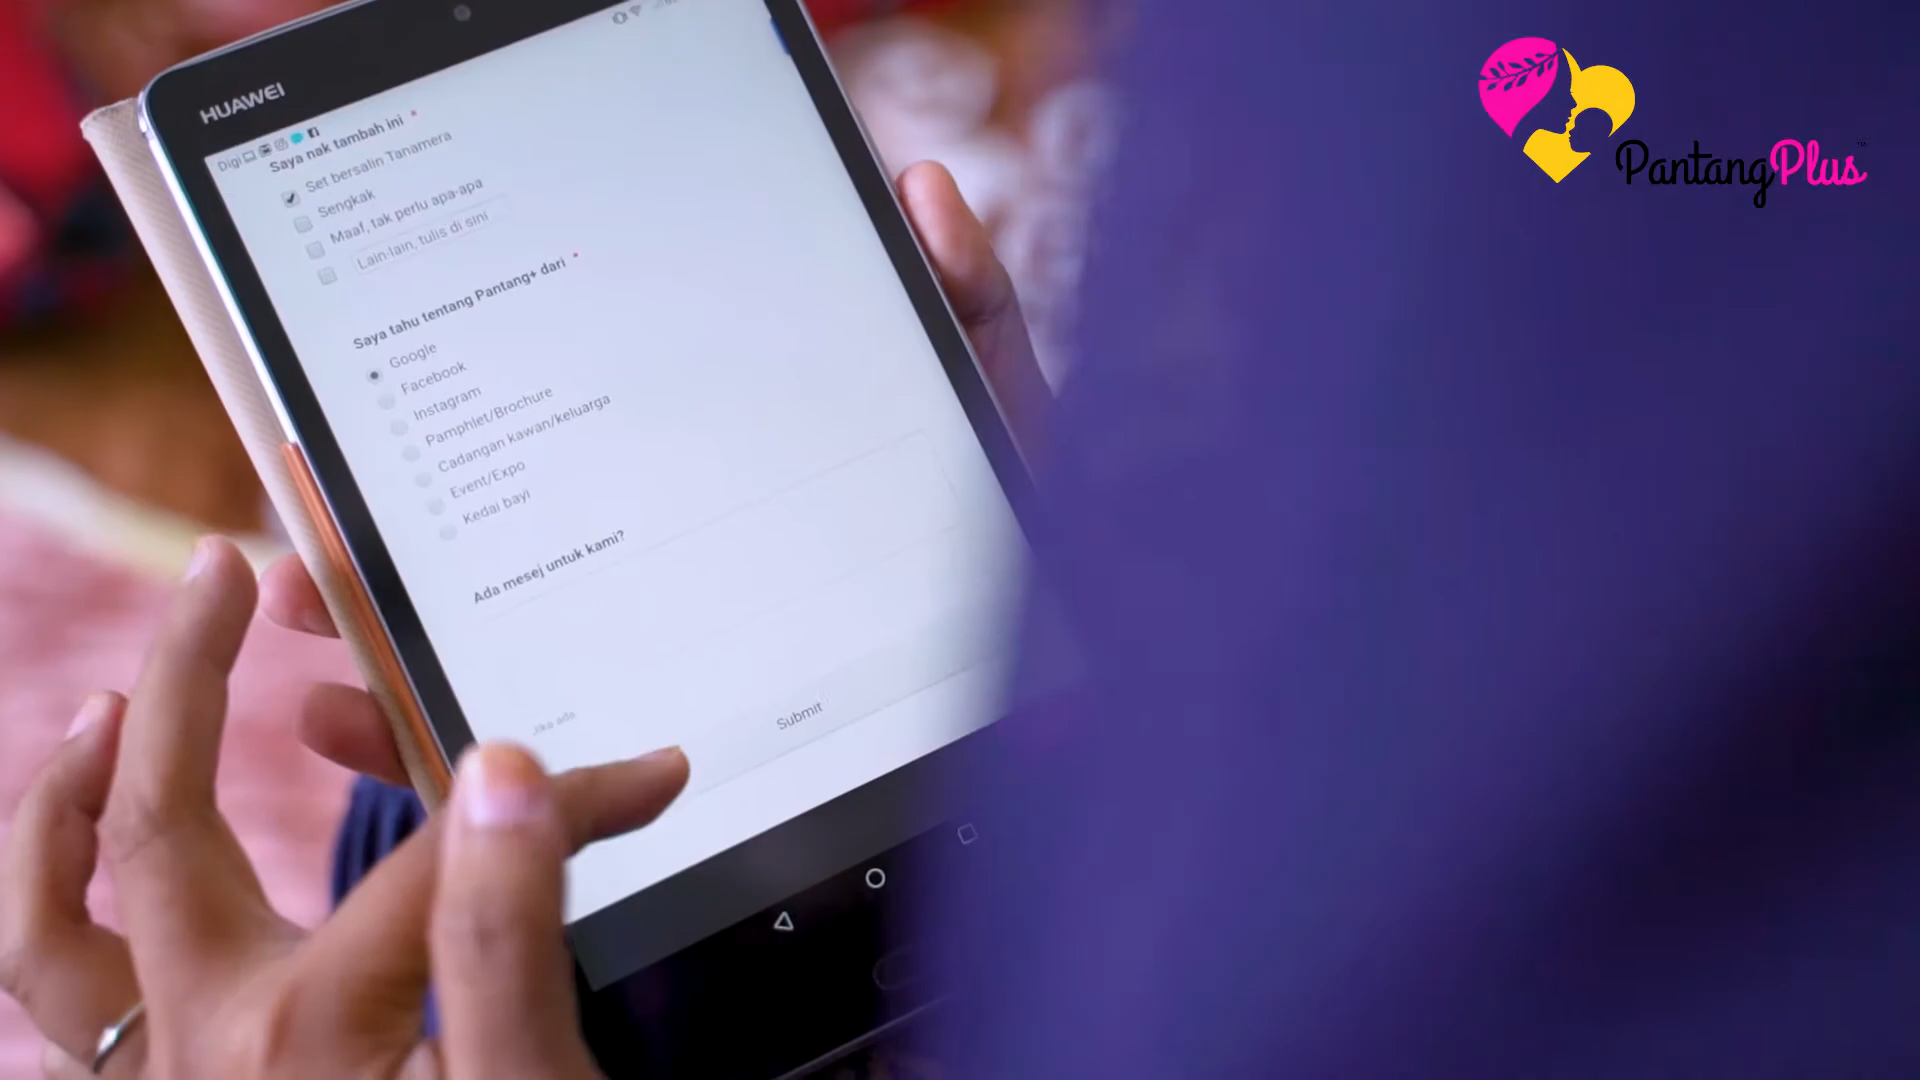 HUAWEI
Digi
Saya nak tambah ini *
Set bersalin Tanamera
Sengkak
Maaf, tak perlu apa-apa
Lain-lain, tulis di sini
Saya tahu tentang Pantang+ dari *
Google
Facebook
Instagram
Pamphlet/Brochure
Cadangan kawan/keluarga
Event/Expo
Kedai bayi
Ada mesej untuk kami?
Jika ada
Submit
PantangPlus™